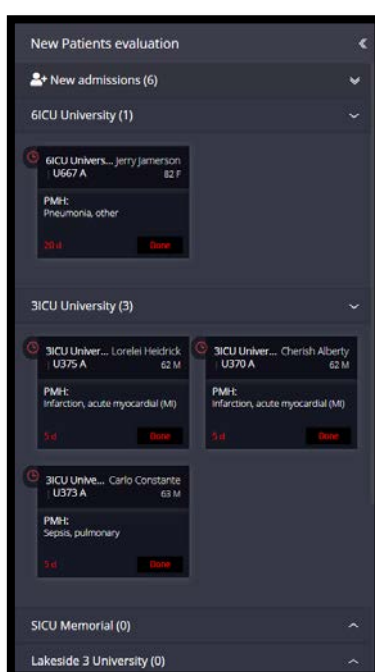 New Patients evaluation
New admissions (6)
6ICU University (1)
6ICU Univers... Jerry Jamerson
U667 A 82 F
PMH:
Pneumonia, other
20 d Done
3ICU University (3)
3ICU Univer... Lorelei Heidrick
U375 A 62 M
PMH:
Infarction, acute myocardial (MI)
5 d Done
3ICU Univer... Cherish Alberty
U370 A 62 M
PMH:
Infarction, acute myocardial (MI)
5 d Done
3ICU Unive... Carlo Constante
U373 A 63 M
PMH:
Sepsis, pulmonary
5 d Done
SICU Memorial (0)
Lakeside 3 University (0)